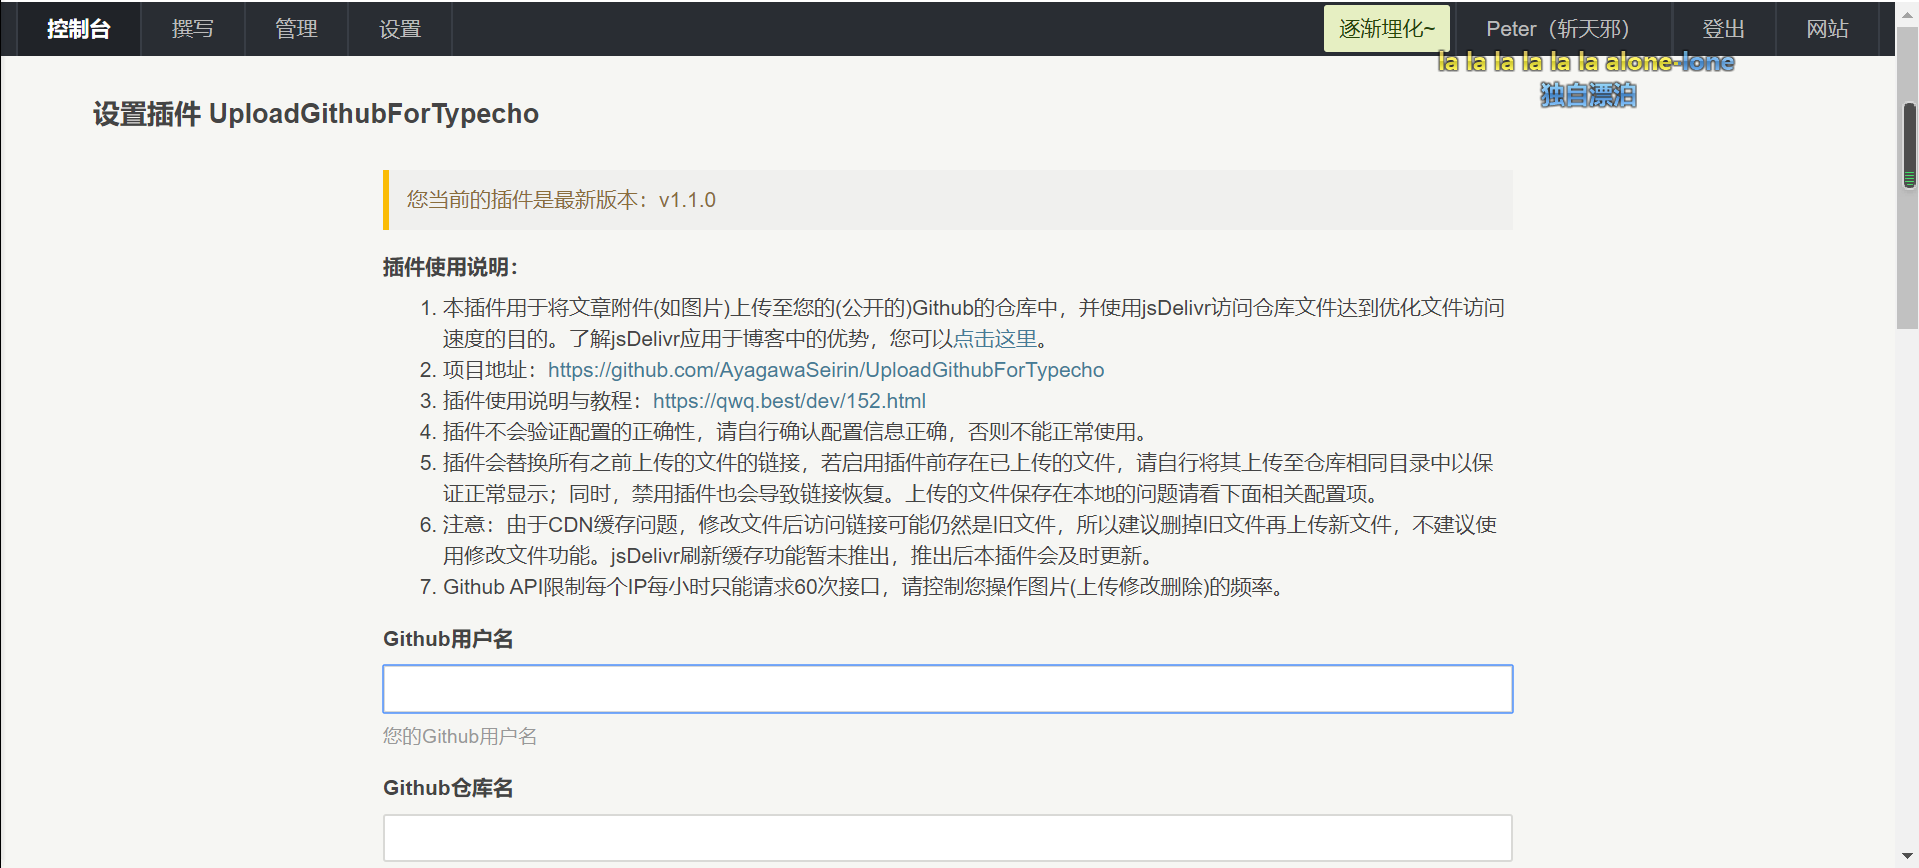 控制台 撰写 管理 设置 逐渐埋化~ Peter（斩天邪） 登出 网站
la la la la la la alone-lone
独自漂泊
设置插件 UploadGithubForTypecho
您当前的插件是最新版本：v1.1.0
插件使用说明：
1. 本插件用于将文章附件(如图片)上传至您的(公开的)Github的仓库中，并使用jsDelivr访问仓库文件达到优化文件访问
速度的目的。了解jsDelivr应用于博客中的优势，您可以点击这里。
2. 项目地址：https://github.com/AyagawaSeirin/UploadGithubForTypecho
3. 插件使用说明与教程：https://qwq.best/dev/152.html
4. 插件不会验证配置的正确性，请自行确认配置信息正确，否则不能正常使用。
5. 插件会替换所有之前上传的文件的链接，若启用插件前存在已上传的文件，请自行将其上传至仓库相同目录中以保
证正常显示；同时，禁用插件也会导致链接恢复。上传的文件保存在本地的问题请看下面相关配置项。
6. 注意：由于CDN缓存问题，修改文件后访问链接可能仍然是旧文件，所以建议删掉旧文件再上传新文件，不建议使
用修改文件功能。jsDelivr刷新缓存功能暂未推出，推出后本插件会及时更新。
7. Github API限制每个IP每小时只能请求60次接口，请控制您操作图片(上传修改删除)的频率。
Github用户名
您的Github用户名
Github仓库名